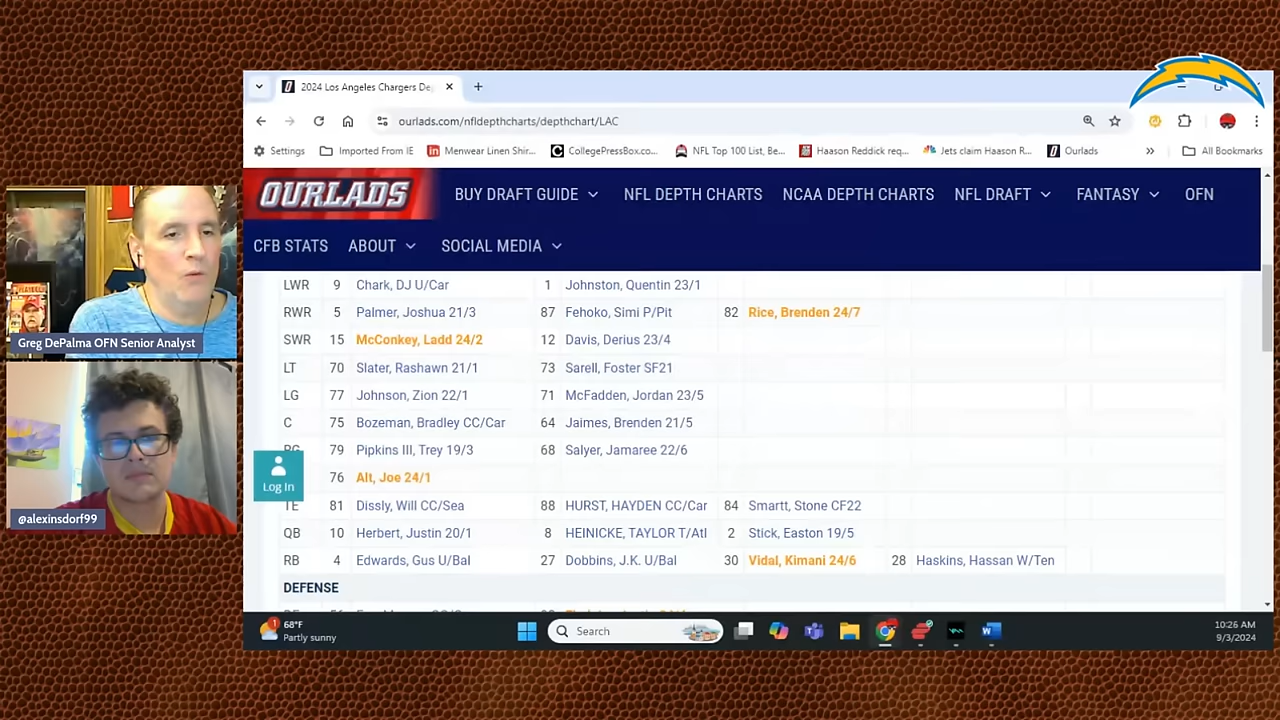 2024 Los Angeles Chargers De
ourlads.com/nfldepthcharts/depthchart/LAC
Settings Imported From IE Menwear Linen Shir... CollegePressBox.co... NFL Top 100 List, Be... Haason Reddick req... Jets claim Haason R... Ourlads » All Bookmarks
OURLADS BUY DRAFT GUIDE NFL DEPTH CHARTS NCAA DEPTH CHARTS NFL DRAFT FANTASY OFN
CFB STATS ABOUT SOCIAL MEDIA
LWR 9 Chark, DJ U/Car 1 Johnston, Quentin 23/1
RWR 5 Palmer, Joshua 21/3 87 Fehoko, Simi P/Pit 82 Rice, Brenden 24/7
SWR 15 McConkey, Ladd 24/2 12 Davis, Derius 23/4
LT 70 Slater, Rashawn 21/1 73 Sarell, Foster SF21
LG 77 Johnson, Zion 22/1 71 McFadden, Jordan 23/5
C 75 Bozeman, Bradley CC/Car 64 Jaimes, Brenden 21/5
RG 79 Pipkins III, Trey 19/3 68 Salyer, Jamaree 22/6
76 Alt, Joe 24/1
Log In
TE 81 Dissly, Will CC/Sea 88 HURST, HAYDEN CC/Car 84 Smartt, Stone CF22
QB 10 Herbert, Justin 20/1 8 HEINICKE, TAYLOR T/Atl 2 Stick, Easton 19/5
RB 4 Edwards, Gus U/Bal 27 Dobbins, J.K. U/Bal 30 Vidal, Kimani 24/6 28 Haskins, Hassan W/Ten
DEFENSE
Greg DePalma OFN Senior Analyst
@alexinsdorf99
1
68°F
Partly sunny
Search
10:26 AM
9/3/2024